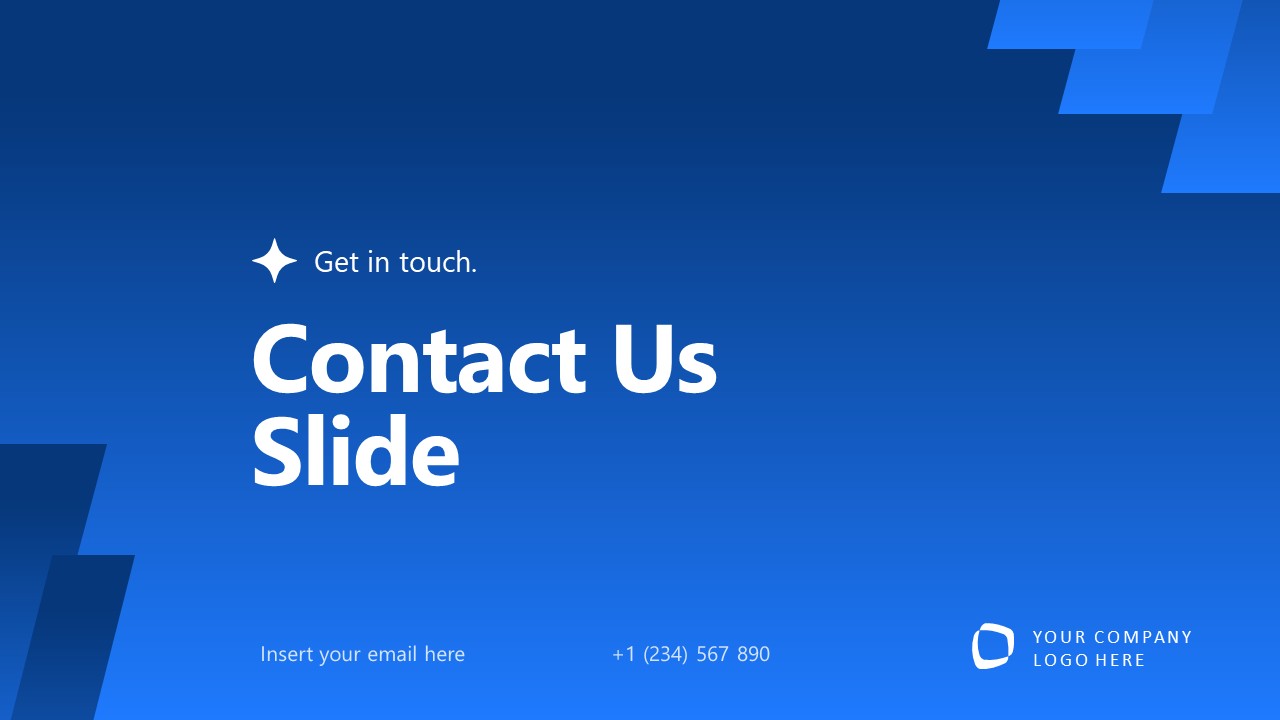 Get in touch.
Contact Us
Slide
Insert your email here
+1 (234) 567 890
YOUR COMPANY
LOGO HERE